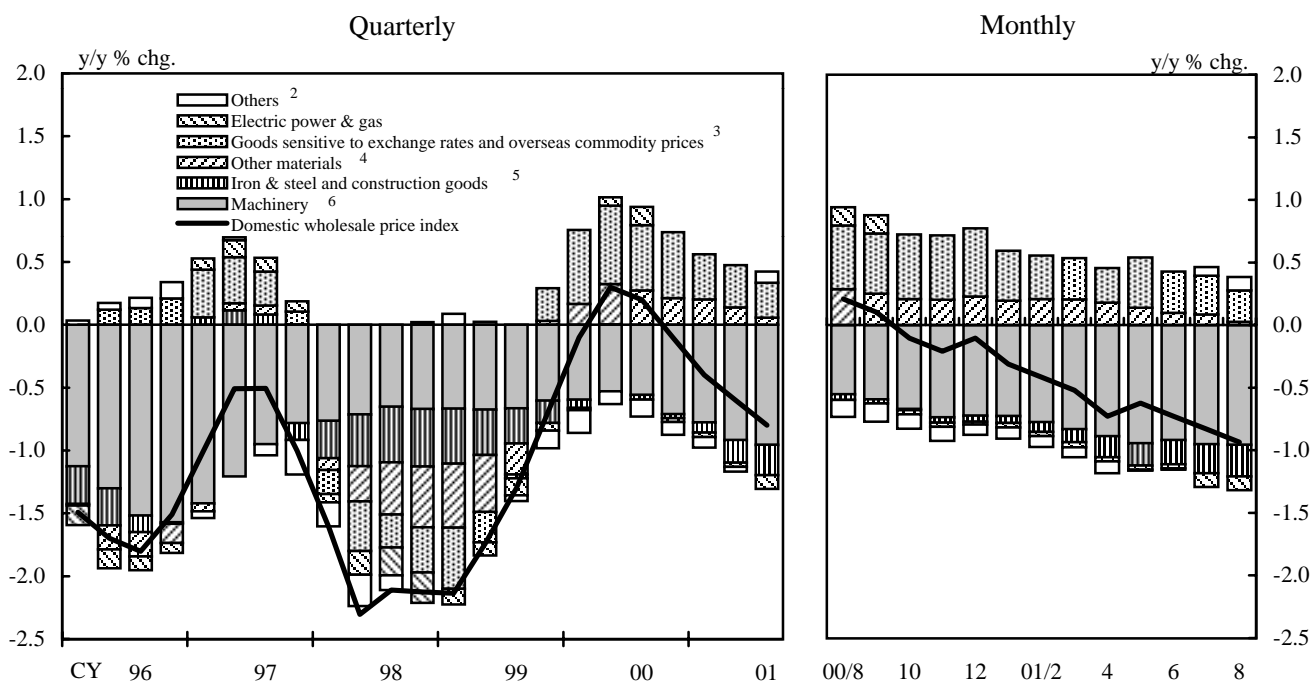 Quarterly
Monthly
y/y % chg.
y/y % chg.
2.0
1.5
1.0
0.5
0.0
-0.5
-1.0
-1.5
-2.0
-2.5
Others 2
Electric power & gas
Goods sensitive to exchange rates and overseas commodity prices 3
Other materials 4
Iron & steel and construction goods 5
Machinery 6
Domestic wholesale price index
2.0
1.5
1.0
0.5
0.0
-0.5
-1.0
-1.5
-2.0
-2.5
CY 96 97 98 99 00 01
00/8 10 12 01/2 4 6 8